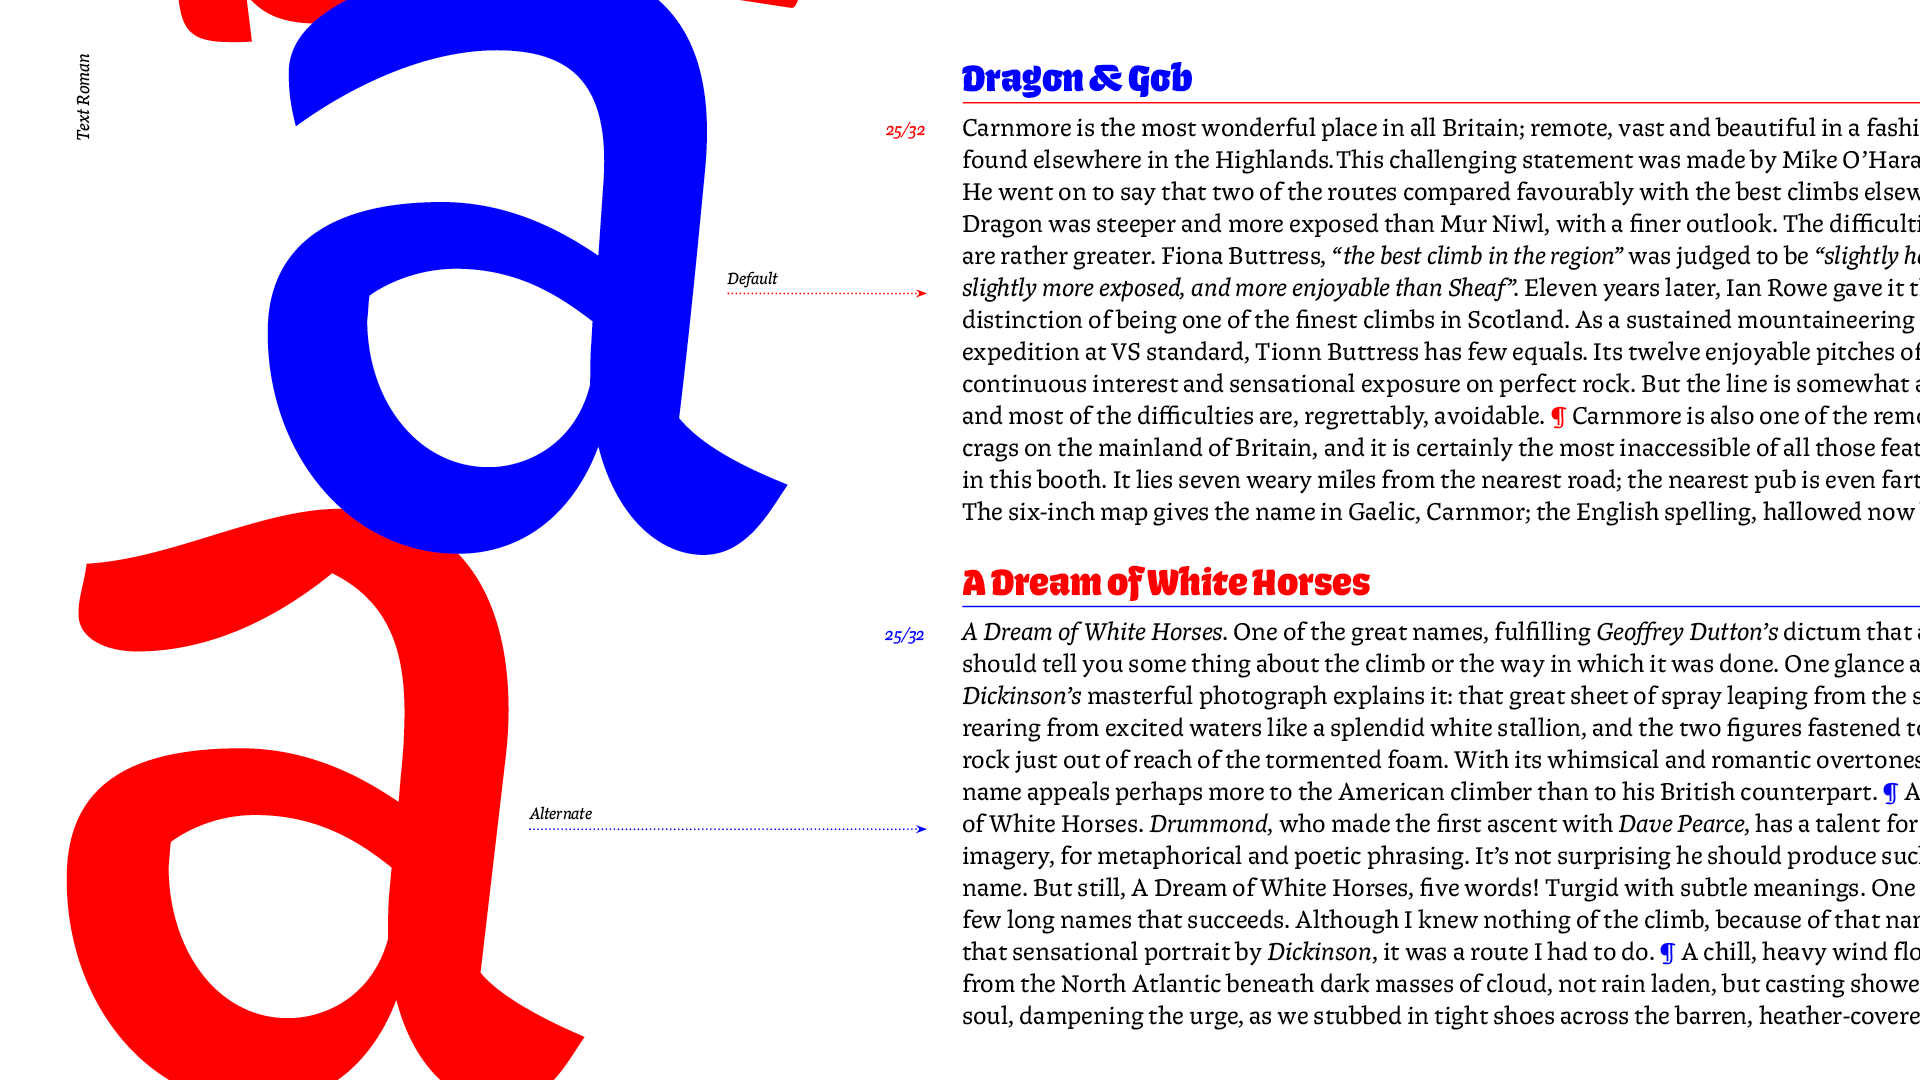 Text Roman
a
Default
a
Alternate
Dragon & Gob
25/32
Carnmore is the most wonderful place in all Britain; remote, vast and beautiful in a fashi
found elsewhere in the Highlands.This challenging statement was made by Mike O’Hara
He went on to say that two of the routes compared favourably with the best climbs elsew
Dragon was steeper and more exposed than Mur Niwl, with a finer outlook. The difficulti
are rather greater. Fiona Buttress, “the best climb in the region” was judged to be “slightly ha
slightly more exposed, and more enjoyable than Sheaf”. Eleven years later, Ian Rowe gave it t
distinction of being one of the finest climbs in Scotland. As a sustained mountaineering
expedition at VS standard, Tionn Buttress has few equals. Its twelve enjoyable pitches of
continuous interest and sensational exposure on perfect rock. But the line is somewhat a
and most of the difficulties are, regrettably, avoidable. ¶ Carnmore is also one of the remo
crags on the mainland of Britain, and it is certainly the most inaccessible of all those feat
in this booth. It lies seven weary miles from the nearest road; the nearest pub is even fart
The six-inch map gives the name in Gaelic, Carnmor; the English spelling, hallowed now
A Dream of White Horses
25/32
A Dream of White Horses. One of the great names, fulfilling Geoffrey Dutton’s dictum that a
should tell you some thing about the climb or the way in which it was done. One glance a
Dickinson’s masterful photograph explains it: that great sheet of spray leaping from the s
rearing from excited waters like a splendid white stallion, and the two figures fastened to
rock just out of reach of the tormented foam. With its whimsical and romantic overtones
name appeals perhaps more to the American climber than to his British counterpart. ¶ A
of White Horses. Drummond, who made the first ascent with Dave Pearce, has a talent for
imagery, for metaphorical and poetic phrasing. It’s not surprising he should produce suc
name. But still, A Dream of White Horses, five words! Turgid with subtle meanings. One
few long names that succeeds. Although I knew nothing of the climb, because of that nam
that sensational portrait by Dickinson, it was a route I had to do. ¶ A chill, heavy wind flo
from the North Atlantic beneath dark masses of cloud, not rain laden, but casting showe
soul, dampening the urge, as we stubbed in tight shoes across the barren, heather-covere